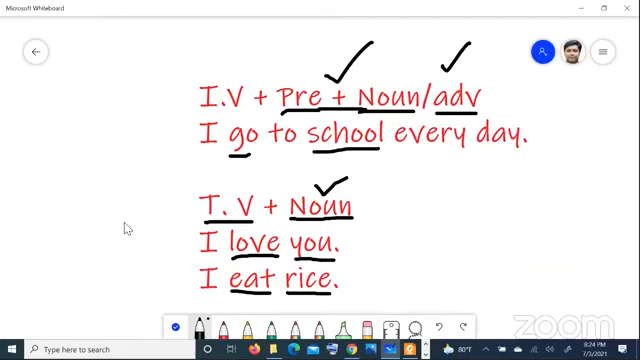 Microsoft Whiteboard
I.V + Pre + Noun/adv
I go to school every day.
T. V + Noun
I love you.
I eat rice.
zoom
Type here to search
80°F
8:24 PM
7/3/2021